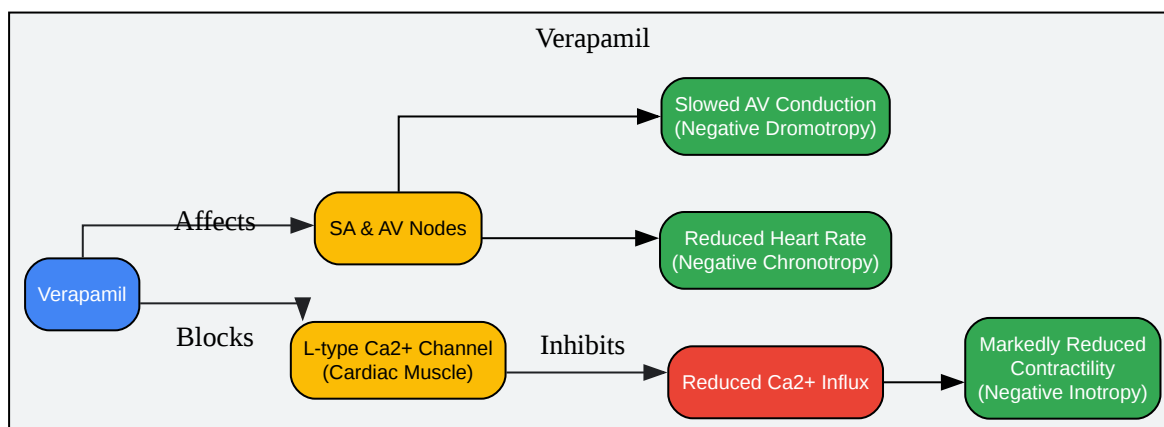 Verapamil
Slowed AV Conduction
(Negative Dromotropy)
Affects
SA & AV Nodes
Reduced Heart Rate
(Negative Chronotropy)
Verapamil
Blocks
L-type Ca2+ Channel
(Cardiac Muscle)
Inhibits
Reduced Ca2+ Influx
Markedly Reduced
Contractility
(Negative Inotropy)